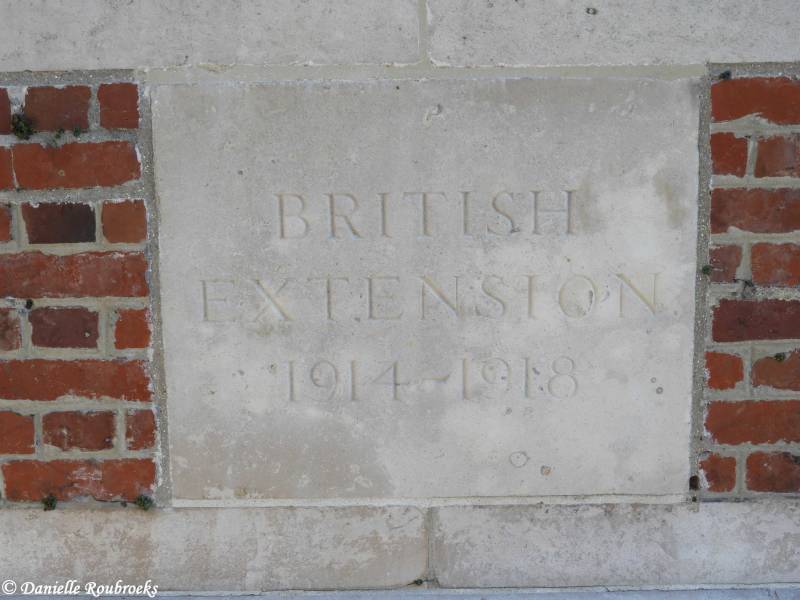 BRITISH
EXTENSION
1914-1918
© Danielle Roubroeks